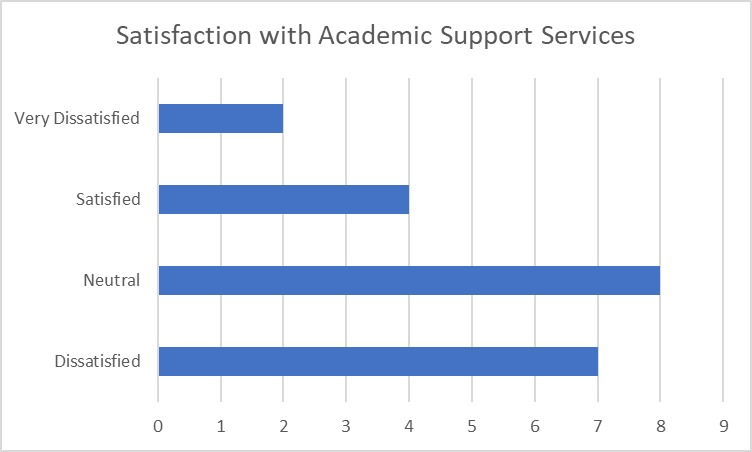 Satisfaction with Academic Support Services
Very Dissatisfied
Satisfied
Neutral
Dissatisfied
0 1 2 3 4 5 6 7 8 9